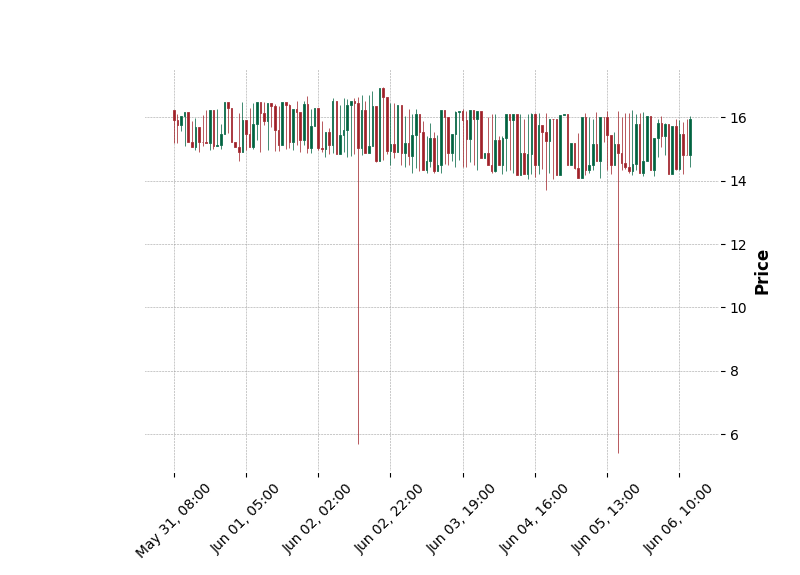 16
14
12
10
8
6
Price
May 31, 08:00
Jun 01, 05:00
Jun 02, 02:00
Jun 02, 22:00
Jun 03, 19:00
Jun 04, 16:00
Jun 05, 13:00
Jun 06, 10:00